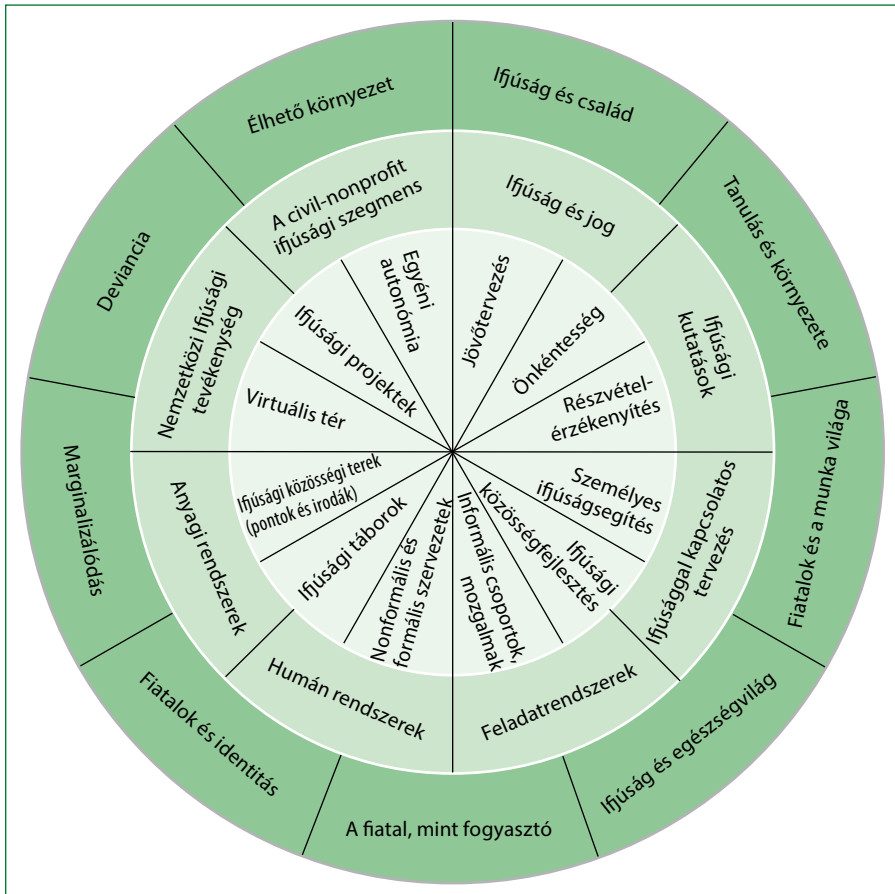 Ifjúság és család
Tanulás és környezete
Fiatalok és a munka világa
Ifjúság és egészségvilág
A fiatal, mint fogyasztó
Fiatalok és identitás
Marginalizálódás
Deviancia
Élhető környezet
Ifjúság és jog
Ifjúsági
kutatások
Ifjúsággal kapcsolatos
tervezés
Feladatrendszerek
Humán rendszerek
Anyagi rendszerek
Nemzetközi Ifjúsági
tevékenység
A civil-nonprofit
ifjúsági szegmens
Jövőtervezés
Önkéntesség
Részvétel-
érzékenyítés
Személyes
ifjúságsegítés
Ifjúsági
közösségfejlesztés
Informális csoportok,
mozgalmak
Nonformális és
formális szervezetek
Ifjúsági táborok
Ifjúsági közösségi terek
(pontok és irodák)
Virtuális tér
Ifjúsági projektek
Egyéni
autonómia